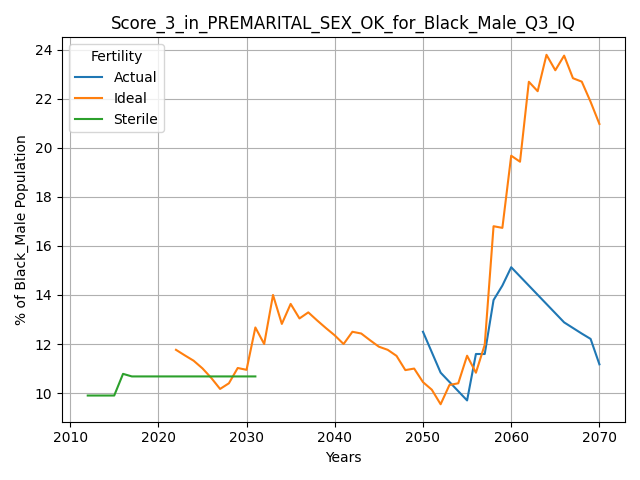 Score_3_in_PREMARITAL_SEX_OK_for_Black_Male_Q3_IQ
Fertility
Actual
Ideal
Sterile
% of Black_Male Population
24
22
20
18
16
14
12
10
2010 2020 2030 2040 2050 2060 2070
Years